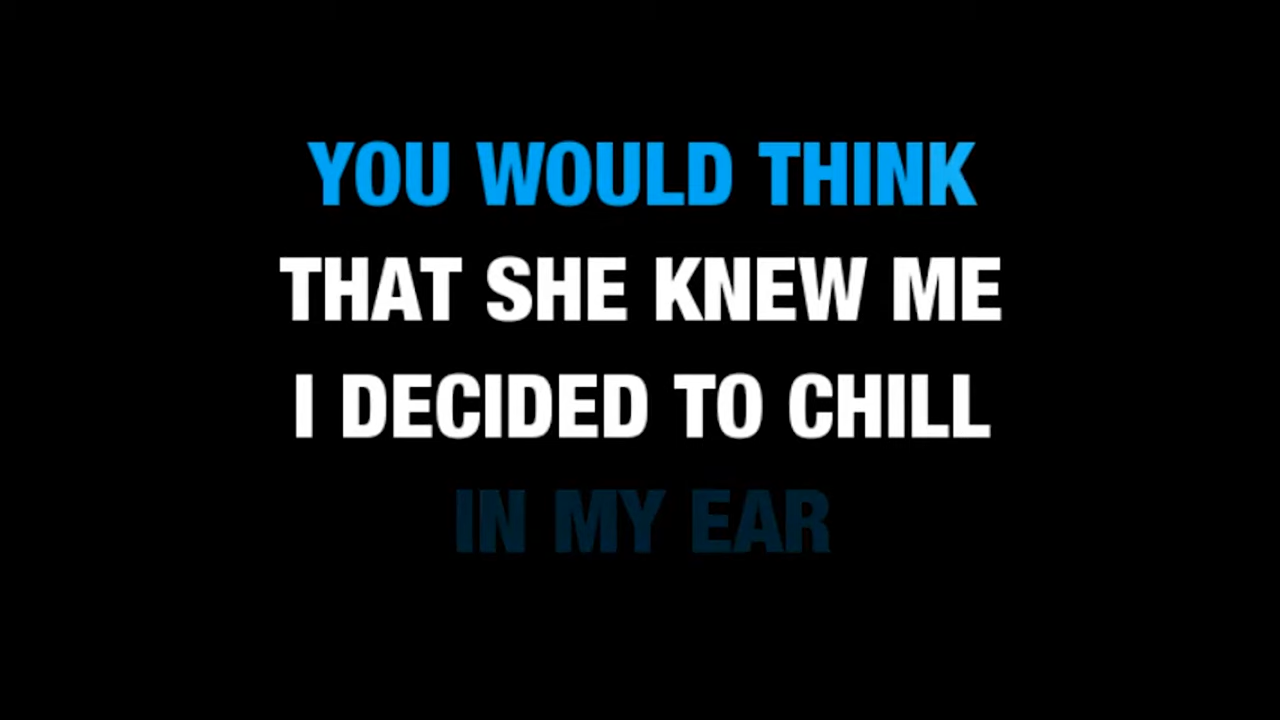 YOU WOULD THINK
THAT SHE KNEW ME
I DECIDED TO CHILL
IN MY EAR